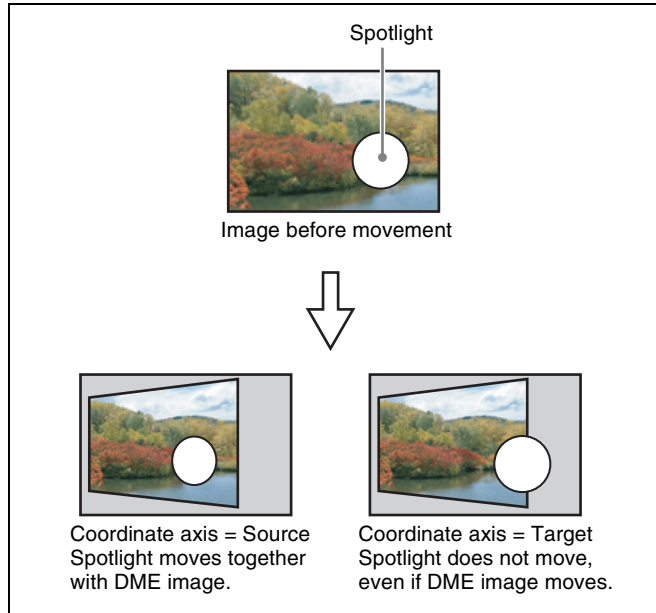 Spotlight
Image before movement
Coordinate axis = Source
Spotlight moves together
with DME image.
Coordinate axis = Target
Spotlight does not move,
even if DME image moves.